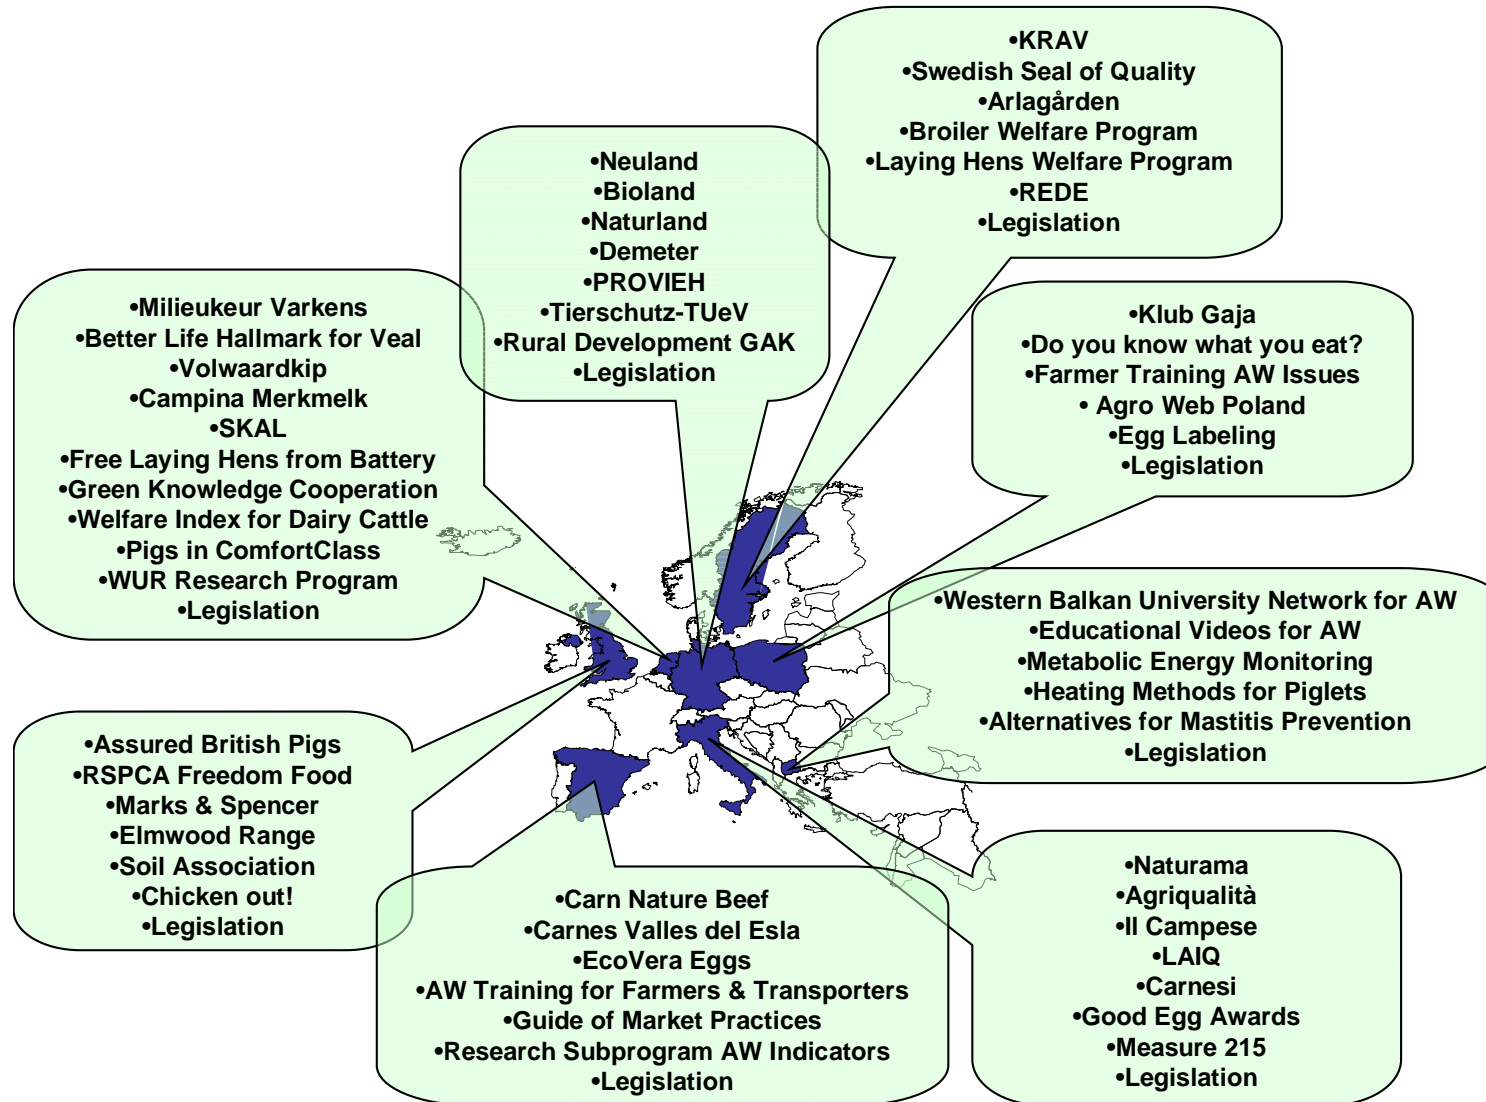 •KRAV
•Swedish Seal of Quality
•Arlagården
•Broiler Welfare Program
•Laying Hens Welfare Program
•REDE
•Legislation
•Neuland
•Bioland
•Naturland
•Demeter
•PROVIEH
•Tierschutz-TUeV
•Rural Development GAK
•Legislation
•Milieukeur Varkens
•Better Life Hallmark for Veal
•Volwaardkip
•Campina Merkmelk
•SKAL
•Free Laying Hens from Battery
•Green Knowledge Cooperation
•Welfare Index for Dairy Cattle
•Pigs in ComfortClass
•WUR Research Program
•Legislation
•Klub Gaja
•Do you know what you eat?
•Farmer Training AW Issues
• Agro Web Poland
•Egg Labeling
•Legislation
•Western Balkan University Network for AW
•Educational Videos for AW
•Metabolic Energy Monitoring
•Heating Methods for Piglets
•Alternatives for Mastitis Prevention
•Legislation
•Assured British Pigs
•RSPCA Freedom Food
•Marks & Spencer
•Elmwood Range
•Soil Association
•Chicken out!
•Legislation
•Carn Nature Beef
•Carnes Valles del Esla
•EcoVera Eggs
•AW Training for Farmers & Transporters
•Guide of Market Practices
•Research Subprogram AW Indicators
•Legislation
•Naturama
•Agriqualità
•Il Campese
•LAIQ
•Carnesi
•Good Egg Awards
•Measure 215
•Legislation